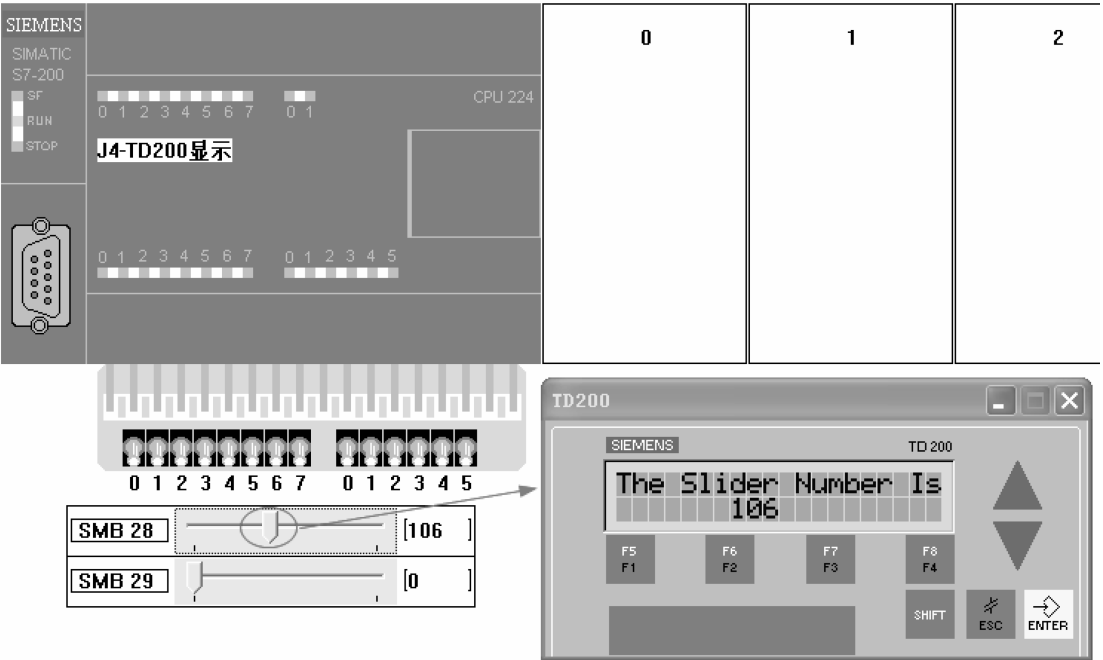 SIEMENS
SIMATIC
S7-200
SF
RUN
STOP
0 1 2 3 4 5 6 7 0 1
CPU 224
J4-TD200显示
0 1 2 3 4 5 6 7 0 1 2 3 4 5
0 1 2
0 1 2 3 4 5 6 7 0 1 2 3 4 5
SMB 28 [106 ]
SMB 29 [0 ]
TD200
SIEMENS TD 200
The Slider Number Is
106
F5 F6 F7 F8
F1 F2 F3 F4
SHIFT ESC ENTER